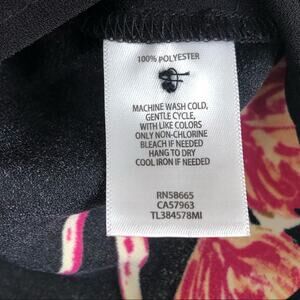 100% POLYESTER
MACHINE WASH COLD,
GENTLE CYCLE,
WITH LIKE COLORS
ONLY NON-CHLORINE
BLEACH IF NEEDED
HANG TO DRY
COOL IRON IF NEEDED
RN58665
CA57963
TL384578MI